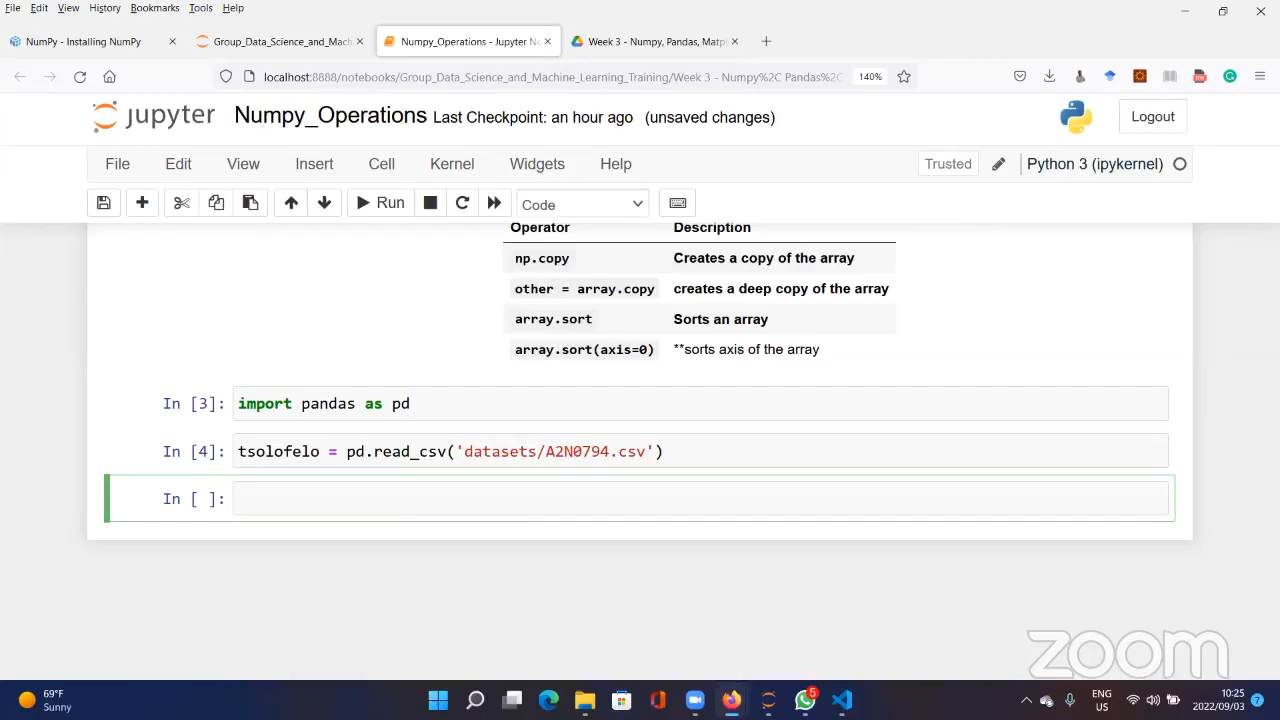 File Edit View History Bookmarks Tools Help
NumPy - Installing NumPy
Group_Data_Science_and_Mach
Numpy_Operations - Jupyter No
Week 3 - Numpy, Pandas, Matpl
localhost:8888/notebooks/Group_Data_Science_and_Machine_Learning_Training/Week 3 - Numpy%2C Pandas%2C
140%
jupyter Numpy_Operations Last Checkpoint: an hour ago (unsaved changes)
Logout
File Edit View Insert Cell Kernel Widgets Help
Trusted
Python 3 (ipykernel)
Run
Code
Operator Description
np.copy Creates a copy of the array
other = array.copy creates a deep copy of the array
array.sort Sorts an array
array.sort(axis=0) **sorts axis of the array
In [3]: import pandas as pd
In [4]: tsolofelo = pd.read_csv('datasets/A2N0794.csv')
In [ ]:
zoom
69°F
Sunny
5
ENG
US
10:25
2022/09/03
7